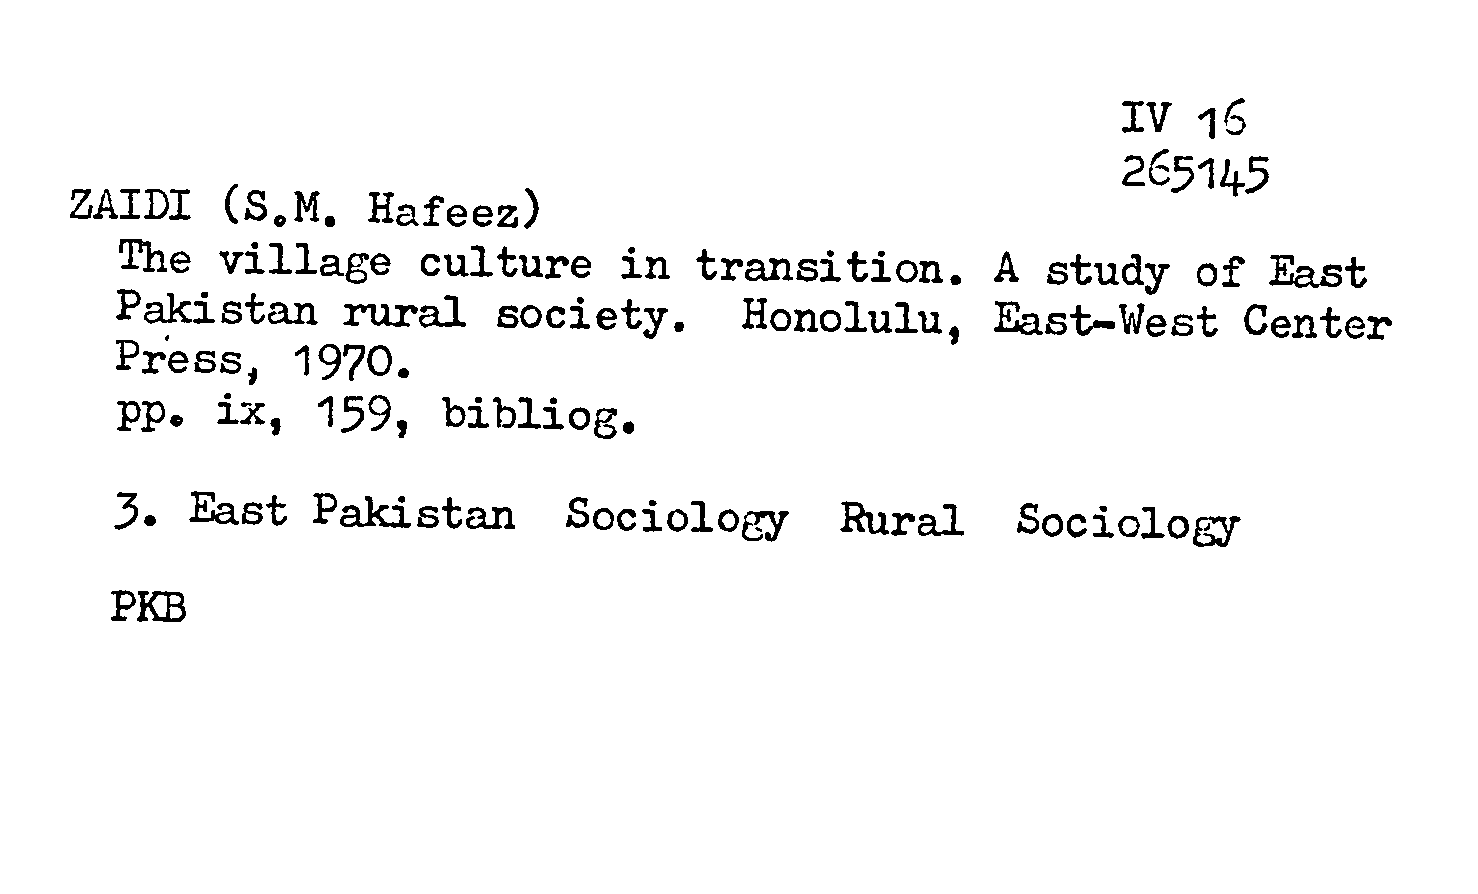 IV 16
265145
ZAIDI (S.M. Hafeez)
The village culture in transition. A study of East
Pakistan rural society. Honolulu, East-West Center
Press, 1970.
pp. ix, 159, bibliog.
3. East Pakistan Sociology Rural Sociology
PKB